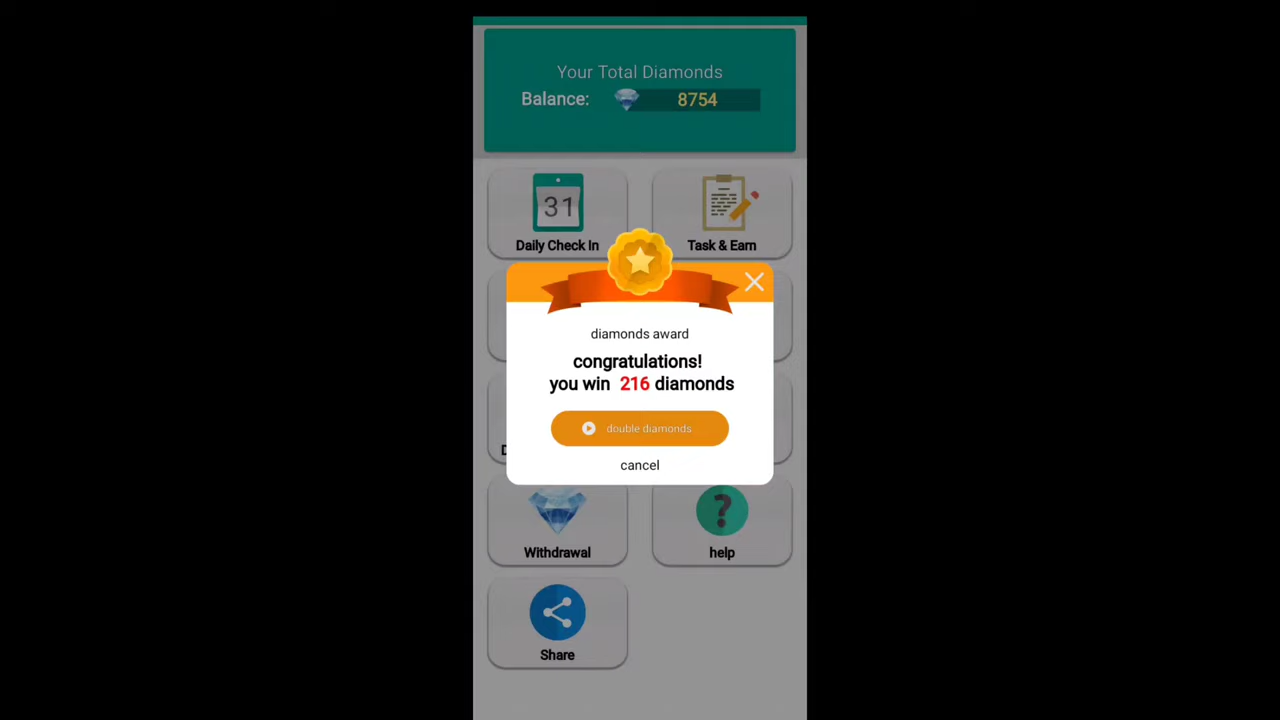 Your Total Diamonds
Balance: 8754
31
Daily Check In
Task & Earn
diamonds award
congratulations!
you win 216 diamonds
double diamonds
cancel
D
?
Withdrawal
help
Share